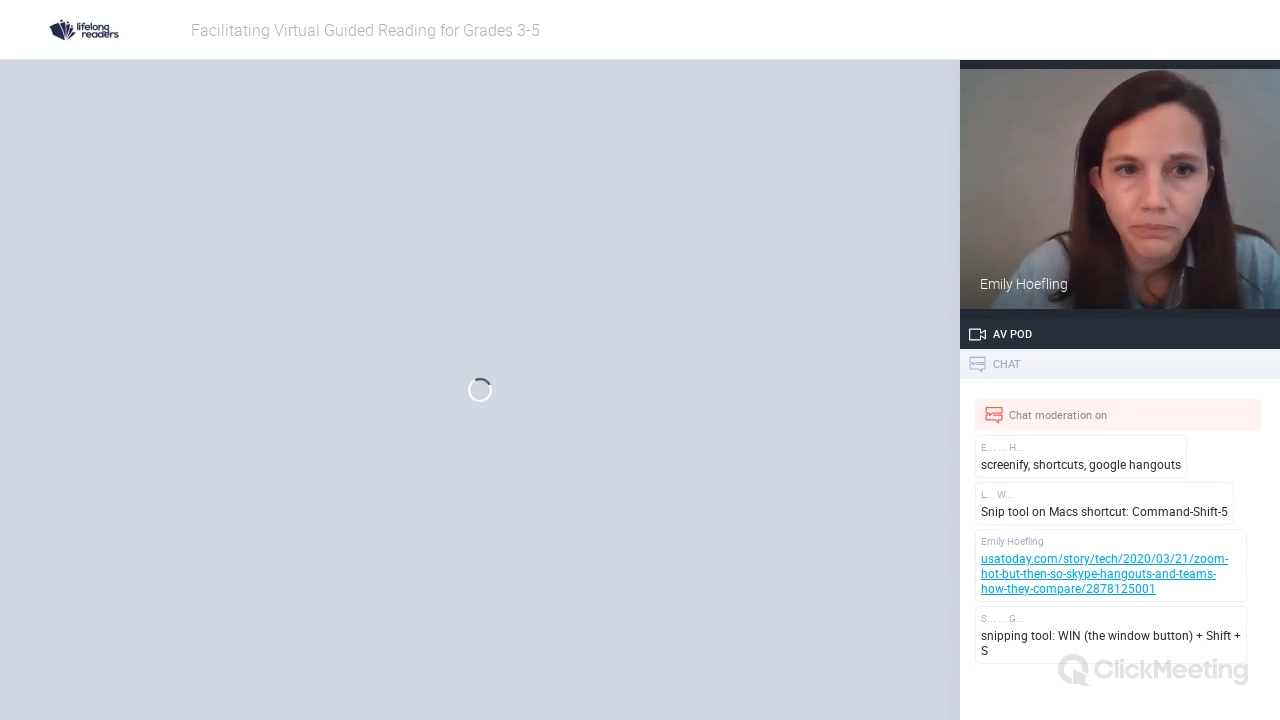 lifelong
readers
Facilitating Virtual Guided Reading for Grades 3-5
Emily Hoefling
AV POD
CHAT
Chat moderation on
E... ... H...
screenify, shortcuts, google hangouts
L... W...
Snip tool on Macs shortcut: Command-Shift-5
Emily Hoefling
usatoday.com/story/tech/2020/03/21/zoom-
hot-but-then-so-skype-hangouts-and-teams-
how-they-compare/2878125001
S... ... G...
snipping tool: WIN (the window button) + Shift +
S
ClickMeeting